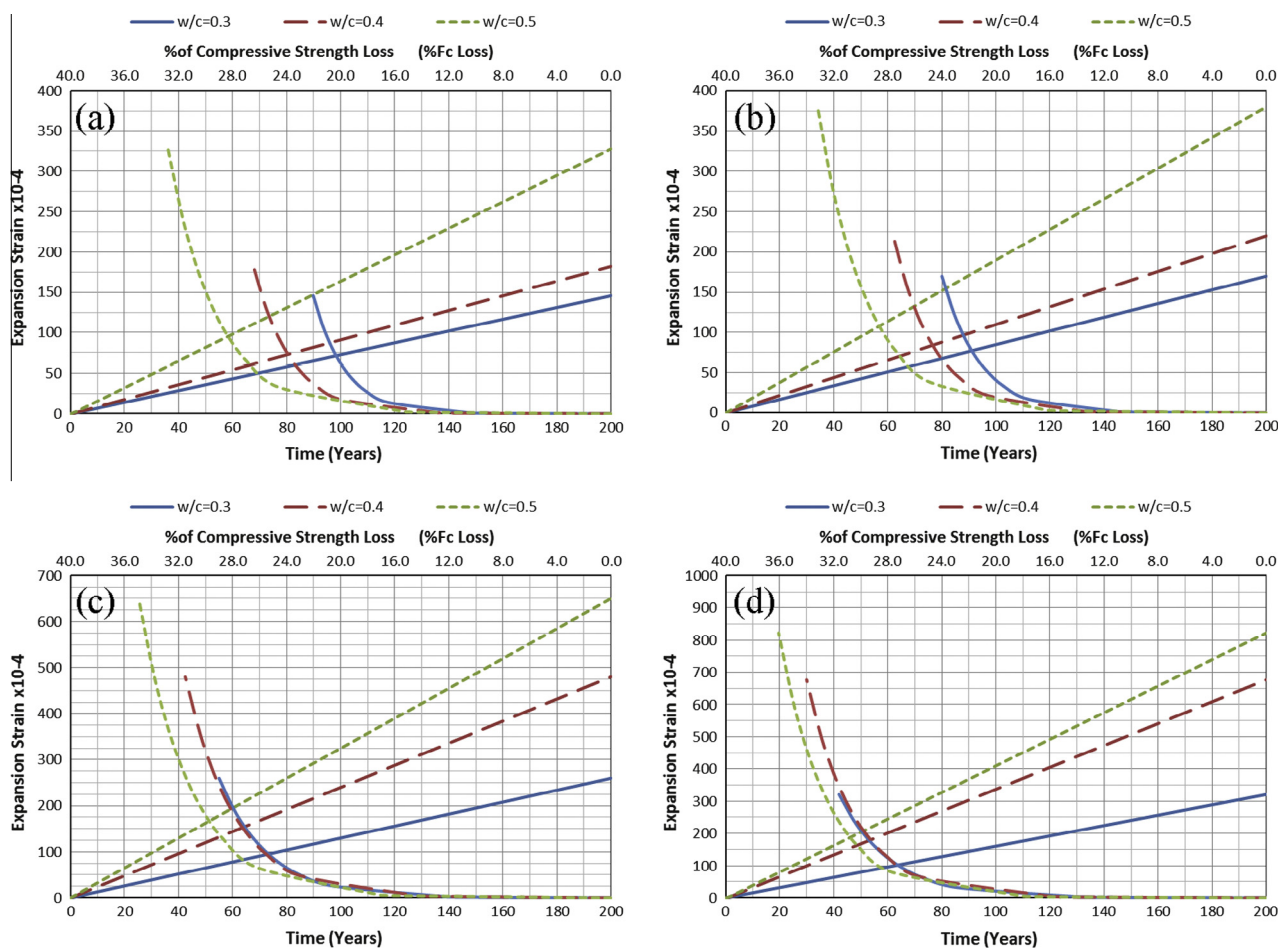 w/c=0.3 w/c=0.4 w/c=0.5
%of Compressive Strength Loss (%Fc Loss)
40.0 36.0 32.0 28.0 24.0 20.0 16.0 12.0 8.0 4.0 0.0
(a)
Expansion Strain x10-4
400
350
300
250
200
150
100
50
0
0 20 40 60 80 100 120 140 160 180 200
Time (Years)
w/c=0.3 w/c=0.4 w/c=0.5
%of Compressive Strength Loss (%Fc Loss)
40.0 36.0 32.0 28.0 24.0 20.0 16.0 12.0 8.0 4.0 0.0
(b)
Expansion Strain x10-4
400
350
300
250
200
150
100
50
0
0 20 40 60 80 100 120 140 160 180 200
Time (Years)
w/c=0.3 w/c=0.4 w/c=0.5
%of Compressive Strength Loss (%Fc Loss)
40.0 36.0 32.0 28.0 24.0 20.0 16.0 12.0 8.0 4.0 0.0
(c)
Expansion Strain x10-4
700
600
500
400
300
200
100
0
0 20 40 60 80 100 120 140 160 180 200
Time (Years)
w/c=0.3 w/c=0.4 w/c=0.5
%of Compressive Strength Loss (%Fc Loss)
40.0 36.0 32.0 28.0 24.0 20.0 16.0 12.0 8.0 4.0 0.0
(d)
Expansion Strain x10-4
1000
900
800
700
600
500
400
300
200
100
0
0 20 40 60 80 100 120 140 160 180 200
Time (Years)